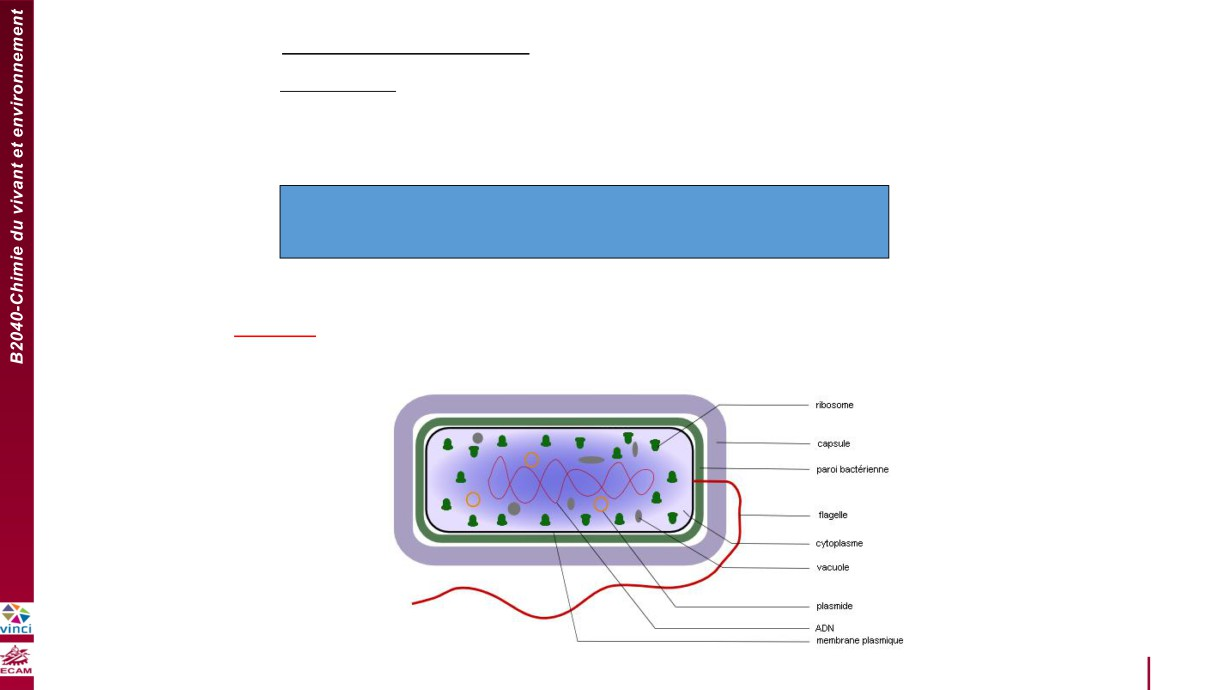 B2040-Chimie du vivant et environnement
ribosome
capsule
paroi bactérienne
flagelle
cytoplasme
vacuole
plasmide
ADN
membrane plasmique
vinci
ECAM